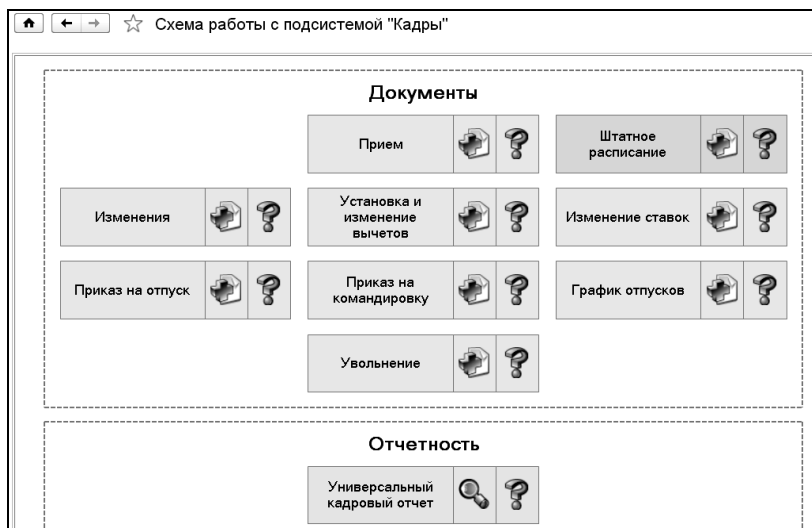 Схема работы с подсистемой "Кадры"
Документы
Прием
Штатное
расписание
Изменения
Установка и
изменение
вычетов
Изменение ставок
Приказ на отпуск
Приказ на
командировку
График отпусков
Увольнение
Отчетность
Универсальный
кадровый отчет